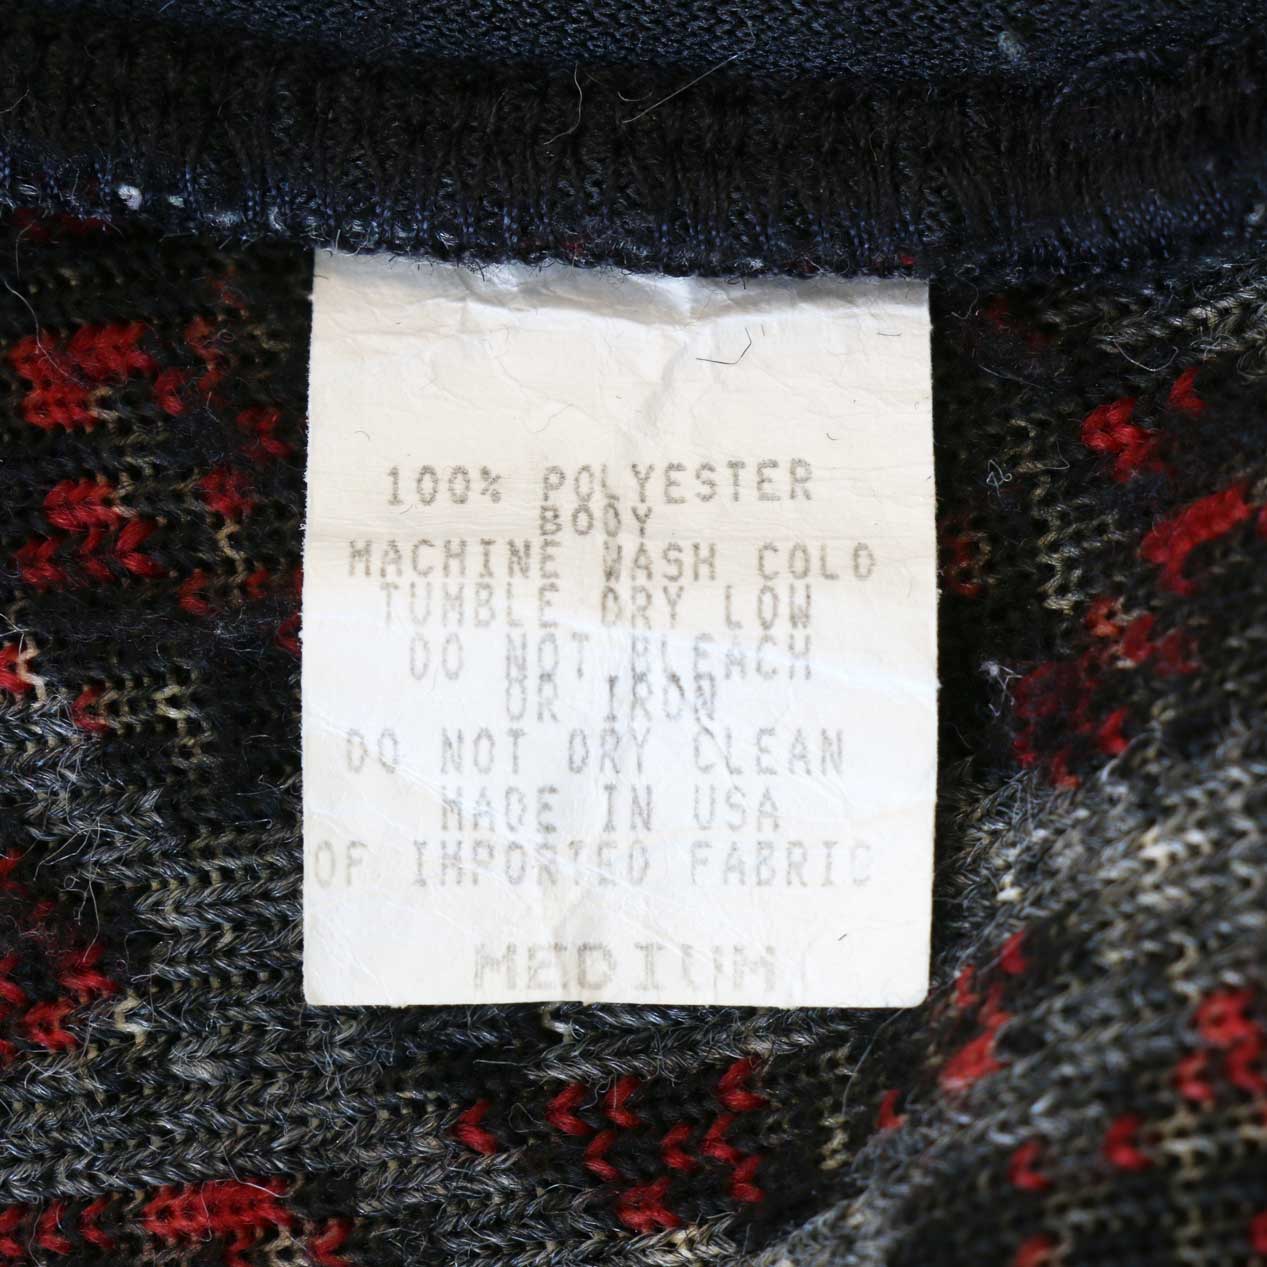 100% POLYESTER
BODY
MACHINE WASH COLD
TUMBLE DRY LOW
DO NOT BLEACH
OR IRON
DO NOT DRY CLEAN
MADE IN USA
OF IMPORTED FABRIC
MEDIUM